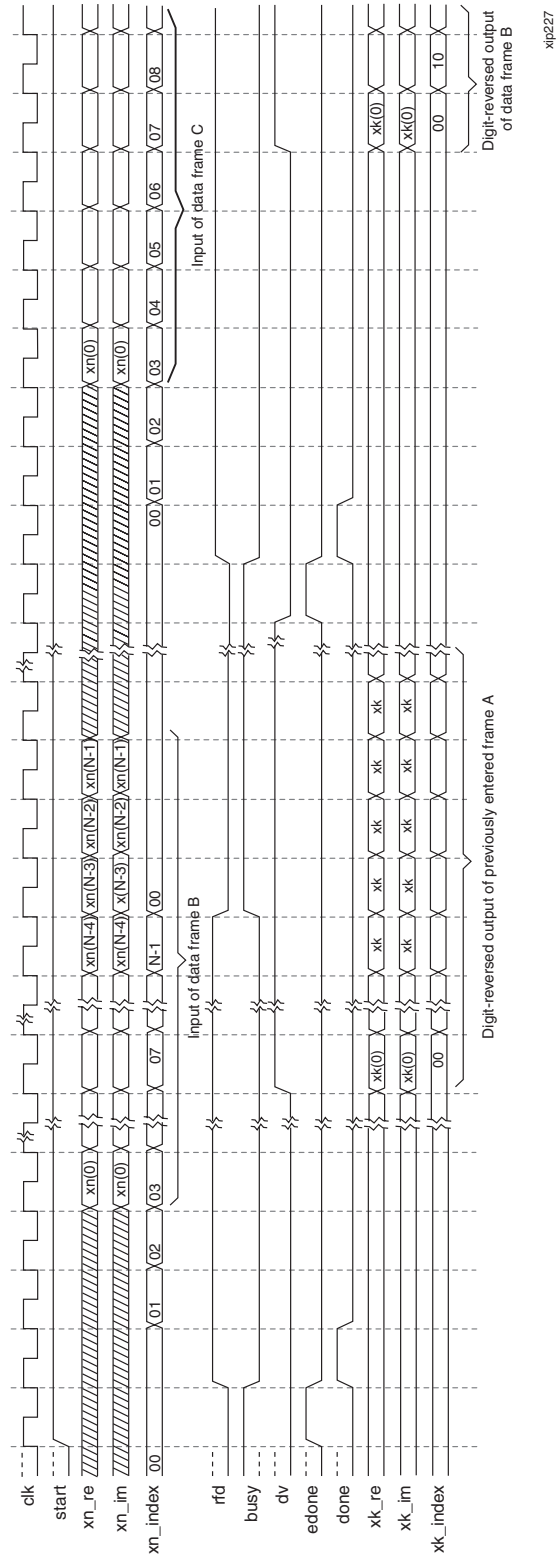 clk
start
xn_re xn(0) xn(N-4) xn(N-3) xn(N-2) xn(N-1) xn(0)
xn_im xn(0) xn(N-4) x(N-3) xn(N-2) xn(N-1) xn(0)
xn_index 00 01 02 03 07 N-1 00 00 01 02 03 04 05 06 07 08
Input of data frame B
Input of data frame C
rfd
busy
dv
edone
done
xk_re xk(0) xk xk xk xk xk xk(0)
xk_im xk(0) xk xk xk xk xk xk(0)
xk_index 00 00 10
Digit-reversed output of previously entered frame A
Digit-reversed output
of data frame B
xip227